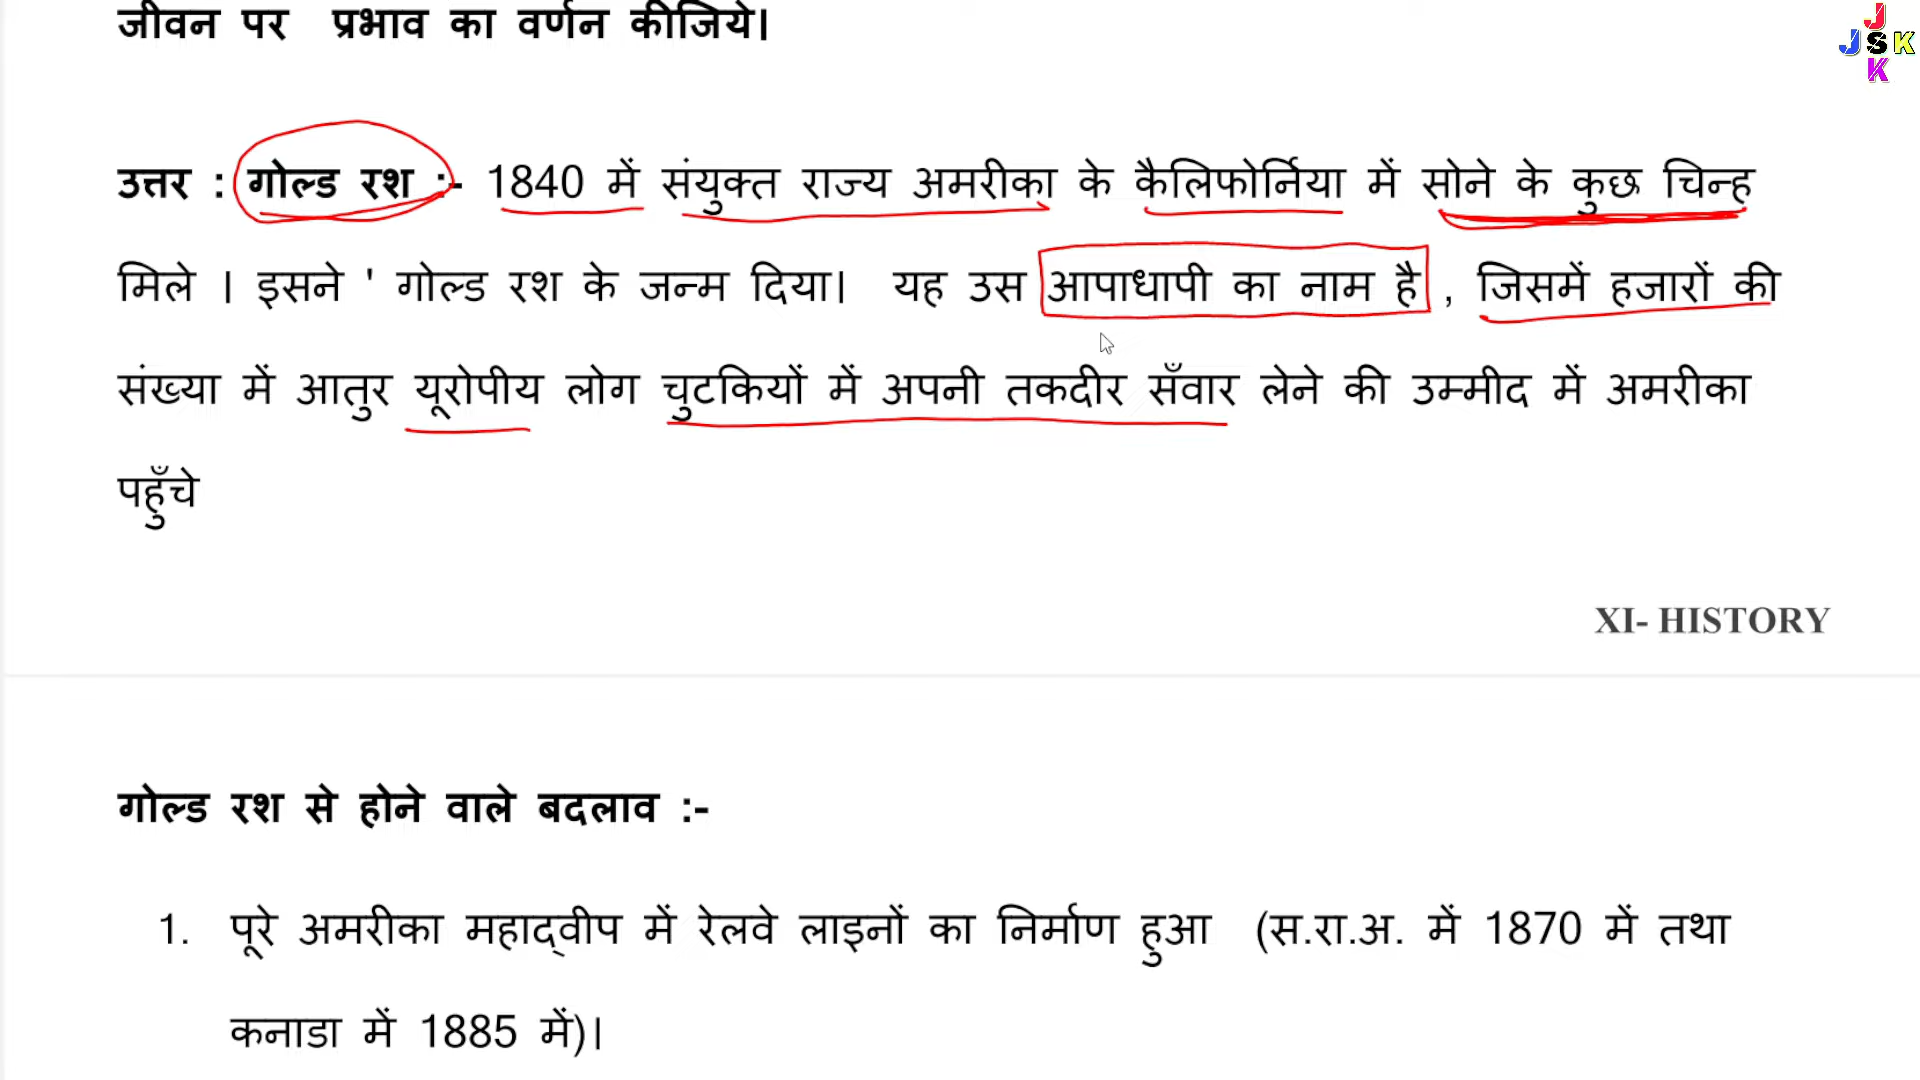 जीवन पर प्रभाव का वर्णन कीजिये।
J
J S K
K
उत्तर : गोल्ड रश :- 1840 में संयुक्त राज्य अमरीका के कैलिफोर्निया में सोने के कुछ चिन्ह
मिले । इसने ' गोल्ड रश के जन्म दिया। यह उस आपाधापी का नाम है , जिसमें हजारों की
संख्या में आतुर यूरोपीय लोग चुटकियों में अपनी तकदीर सँवार लेने की उम्मीद में अमरीका
पहुँचे
XI- HISTORY
गोल्ड रश से होने वाले बदलाव :-
1. पूरे अमरीका महाद्वीप में रेलवे लाइनों का निर्माण हुआ (स.रा.अ. में 1870 में तथा
कनाडा में 1885 में)।